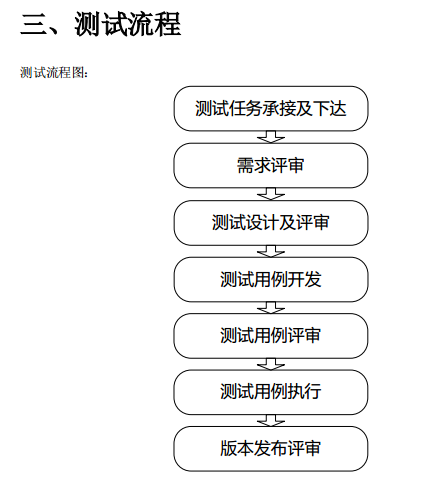 三、测试流程
测试流程图：
测试任务承接及下达
需求评审
测试设计及评审
测试用例开发
测试用例评审
测试用例执行
版本发布评审